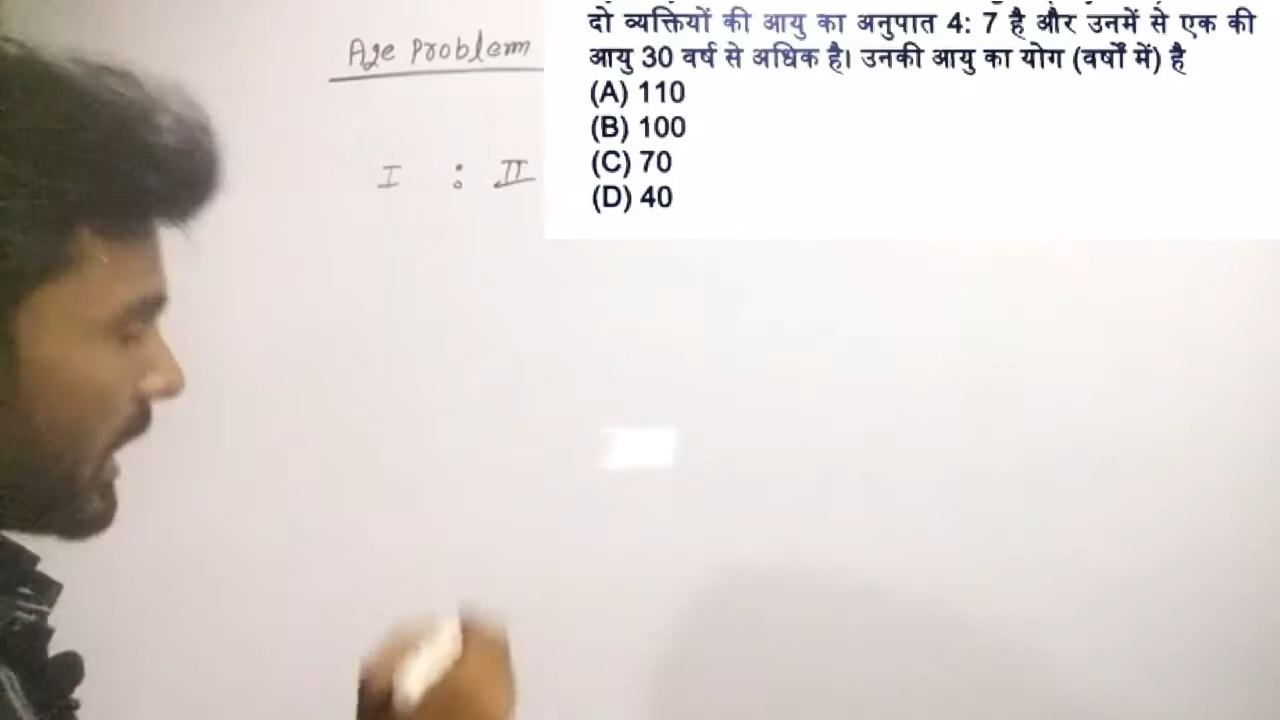 Age Problem
I : II
दो व्यक्तियों की आयु का अनुपात 4: 7 है और उनमें से एक की
आयु 30 वर्ष से अधिक है। उनकी आयु का योग (वर्षों में) है
(A) 110
(B) 100
(C) 70
(D) 40